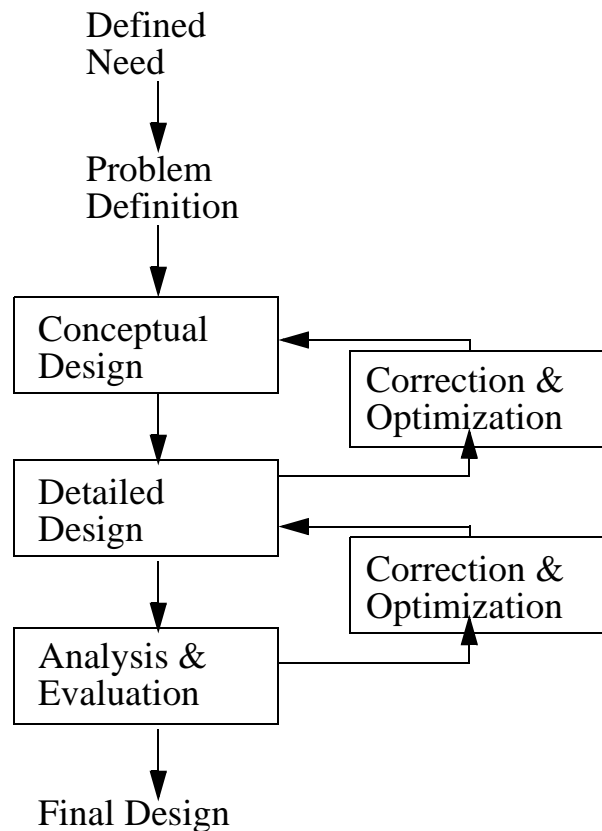 Defined
Need
Problem
Definition
Conceptual
Design
Correction &
Optimization
Detailed
Design
Correction &
Optimization
Analysis &
Evaluation
Final Design